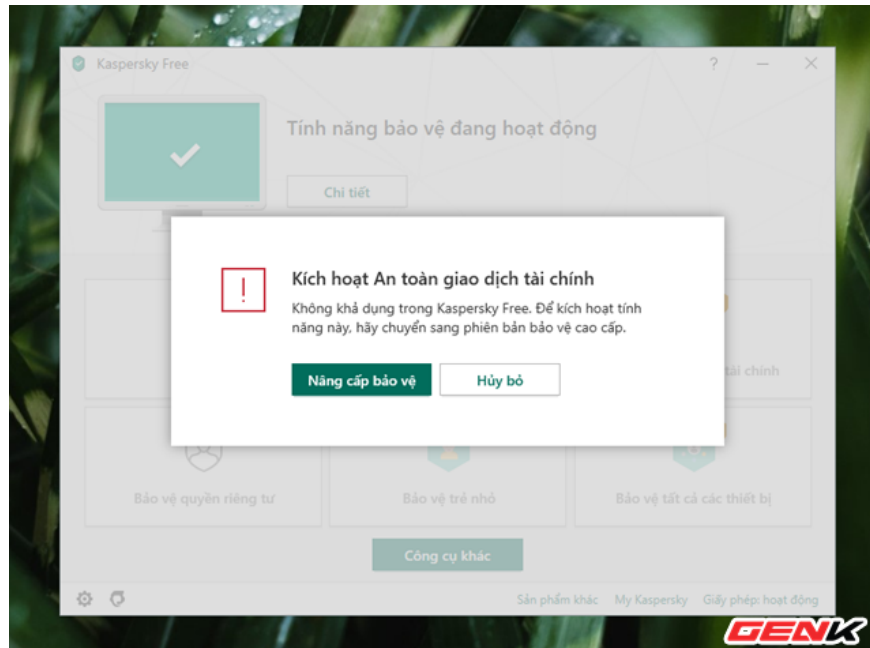 Kaspersky Free
?
Tính năng bảo vệ đang hoạt động
Chi tiết
!
Kích hoạt An toàn giao dịch tài chính
Không khả dụng trong Kaspersky Free. Để kích hoạt tính
năng này, hãy chuyển sang phiên bản bảo vệ cao cấp.
Nâng cấp bảo vệ
Hủy bỏ
tài chính
Bảo vệ quyền riêng tư
Bảo vệ trẻ nhỏ
Bảo vệ tất cả các thiết bị
Công cụ khác
Sản phẩm khác
My Kaspersky
Giấy phép: hoạt động
GENK